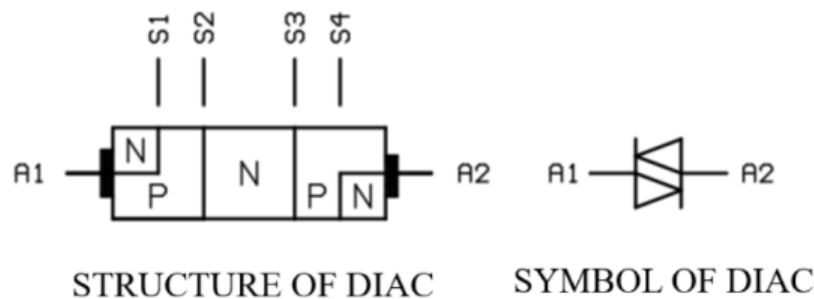 S1 S2 S3 S4
A1 N P N P N A2
A1 A2
STRUCTURE OF DIAC
SYMBOL OF DIAC